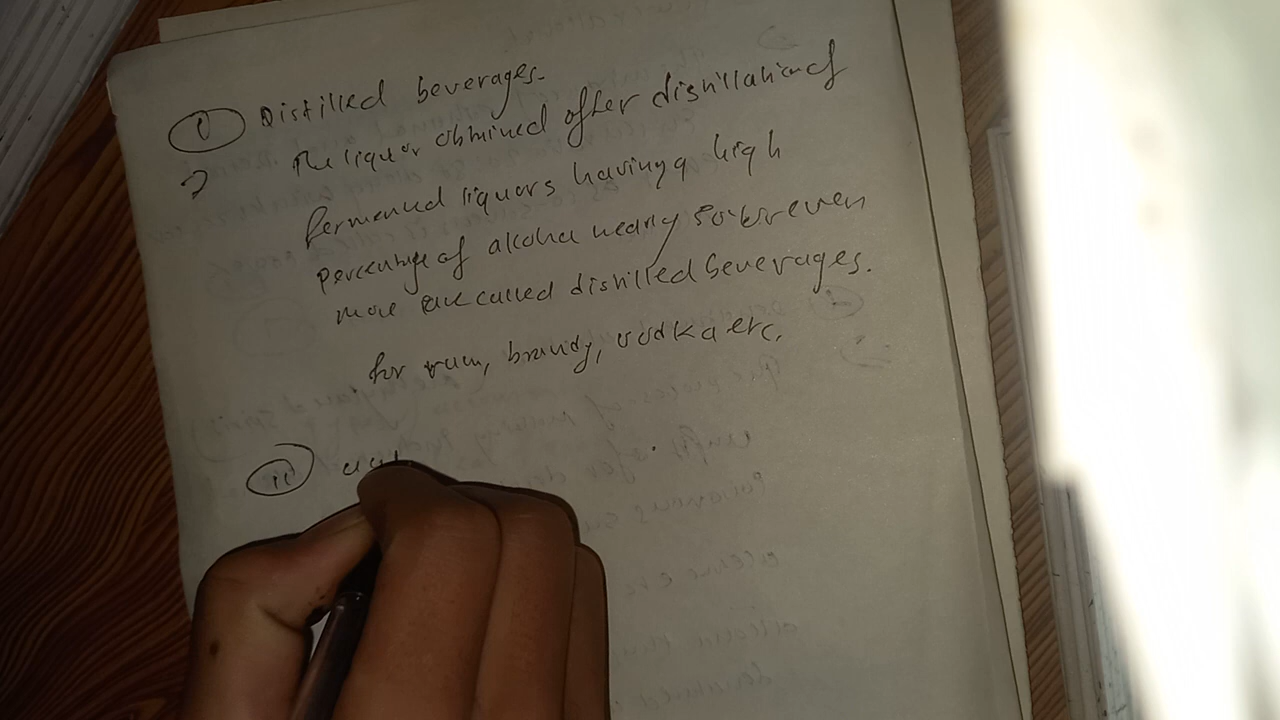 ① Distilled beverages.
→ The liquor obtained after distillation of
fermented liquors having a high
percentage of alcohol nearly 50% or even
more are called distilled beverages.
for rum, brandy, vodka etc.
ⅱ